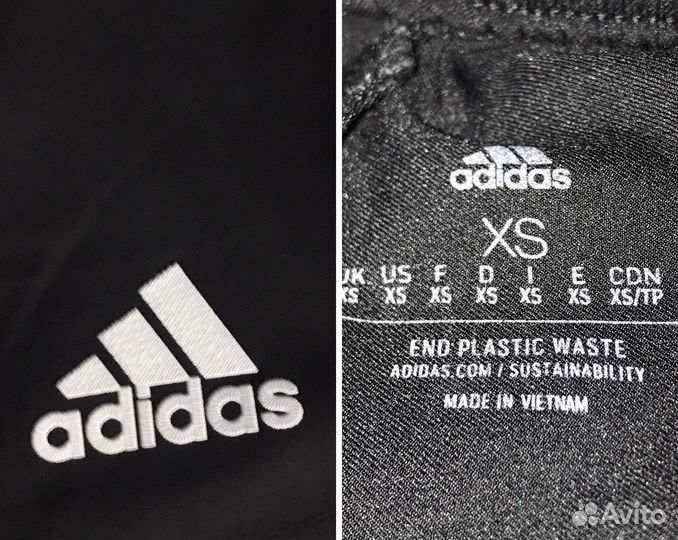 adidas
adidas
XS
UK US F D I E CDN
XS XS XS XS XS XS XS/TP
END PLASTIC WASTE
ADIDAS.COM / SUSTAINABILITY
MADE IN VIETNAM
Avito